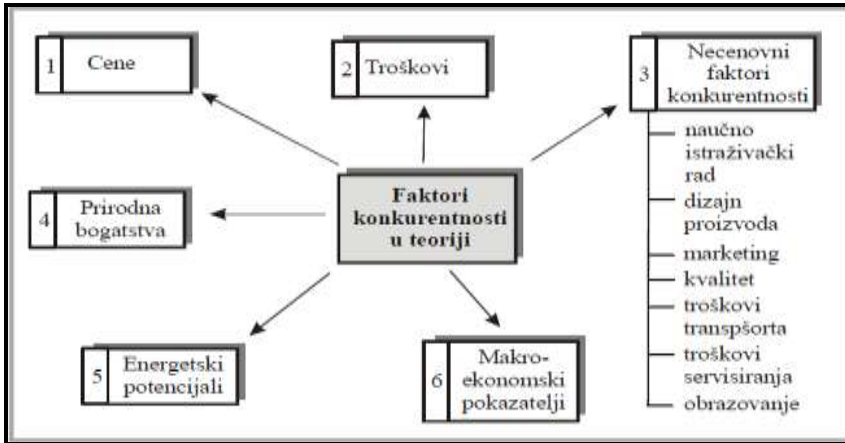 1 Cene
2 Troškovi
3 Necenovni
faktori
konkurentnosti
naučno
istraživački
rad
dizajn
proizvoda
marketing
kvalitet
troškovi
transpšorta
troškovi
servisiranja
obrazovanje
Faktori
konkurentnosti
u teoriji
4 Prirodna
bogatstva
5 Energetski
potencijali
6 Makro-
ekonomski
pokazatelji